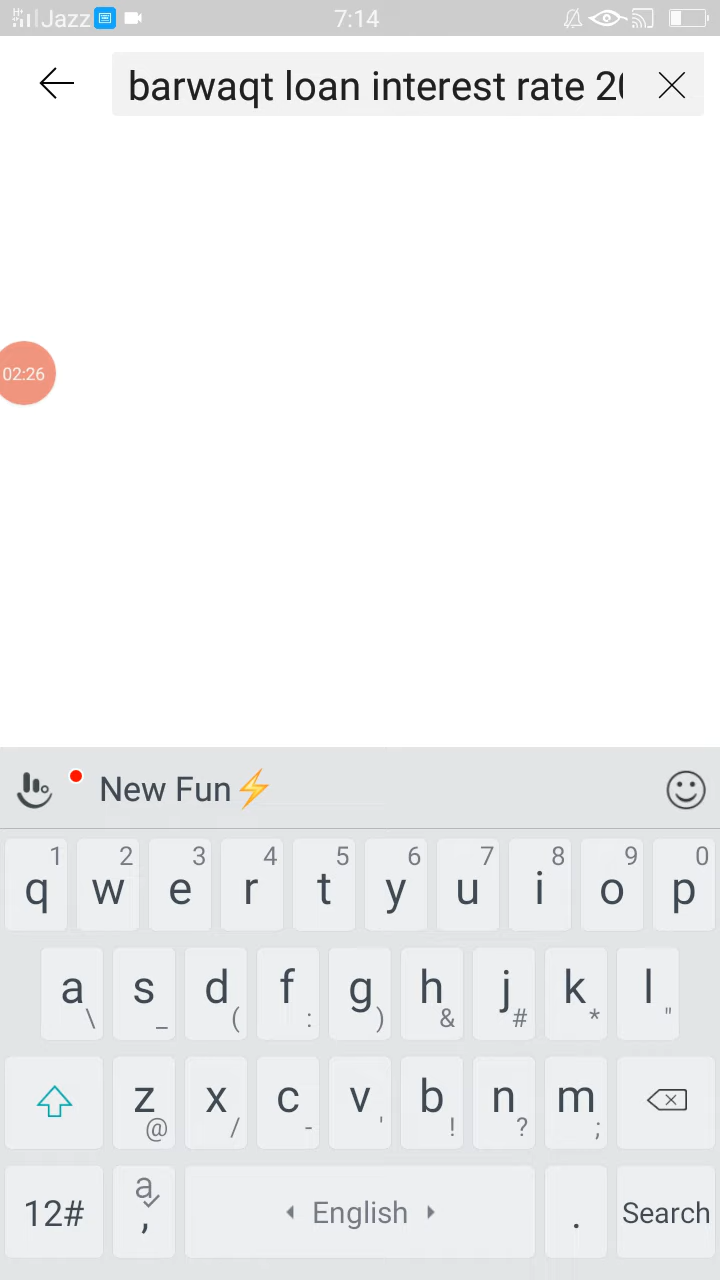 Jazz 7:14
barwaqt loan interest rate 20
02:26
New Fun⚡
1 2 3 4 5 6 7 8 9 0
q w e r t y u i o p
a s d f g h j k l
\ _ ( : ) & # * "
z x c v b n m
@ / - ' ! ? ;
12# a , English . Search